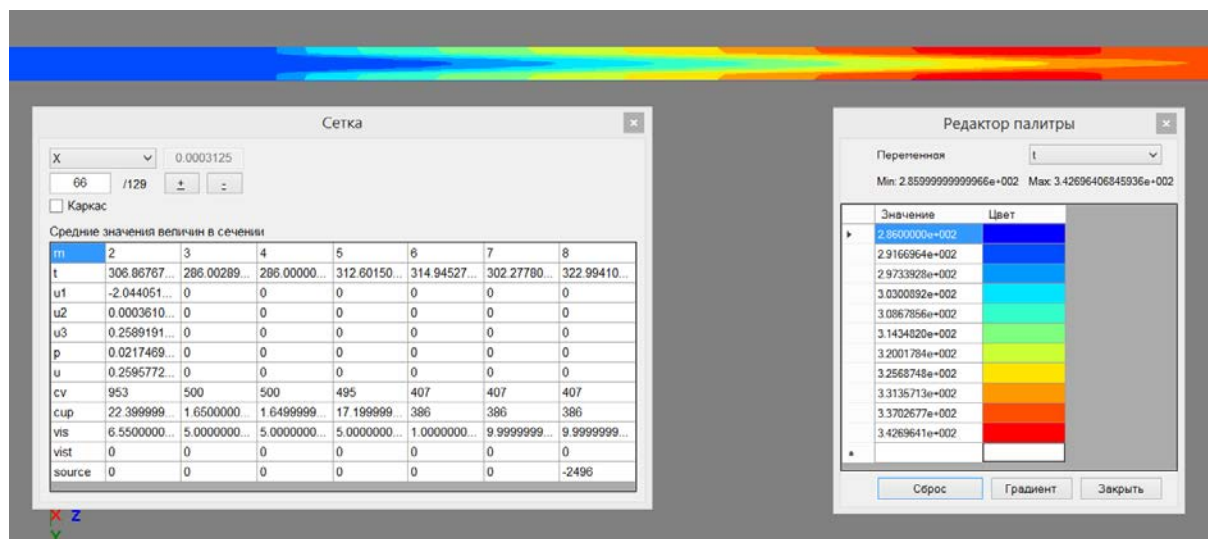 Сетка
X 0.0003125
66 /129 + -
Каркас
Средние значения величин в сечении
m 2 3 4 5 6 7 8
t 306.86767... 286.00289... 286.00000... 312.60150... 314.94527... 302.27780... 322.99410...
u1 -2.044051... 0 0 0 0 0 0
u2 0.0003610... 0 0 0 0 0 0
u3 0.2589191... 0 0 0 0 0 0
p 0.0217469... 0 0 0 0 0 0
u 0.2595772... 0 0 0 0 0 0
cv 953 500 500 495 407 407 407
cup 22.399999... 1.6500000... 1.6499999... 17.199999... 386 386 386
vis 6.5500000... 5.0000000... 5.0000000... 5.0000000... 1.0000000... 9.9999999... 9.9999999...
vist 0 0 0 0 0 0 0
source 0 0 0 0 0 0 -2496
X Z
Y
Редактор палитры
Переменная t
Min: 2.85999999999966e+002 Max: 3.42696406845936e+002
Значение Цвет
2.8600000e+002
2.9166964e+002
2.9733928e+002
3.0300892e+002
3.0867856e+002
3.1434820e+002
3.2001784e+002
3.2568748e+002
3.3135713e+002
3.3702677e+002
3.4269641e+002
Сброс Градиент Закрыть